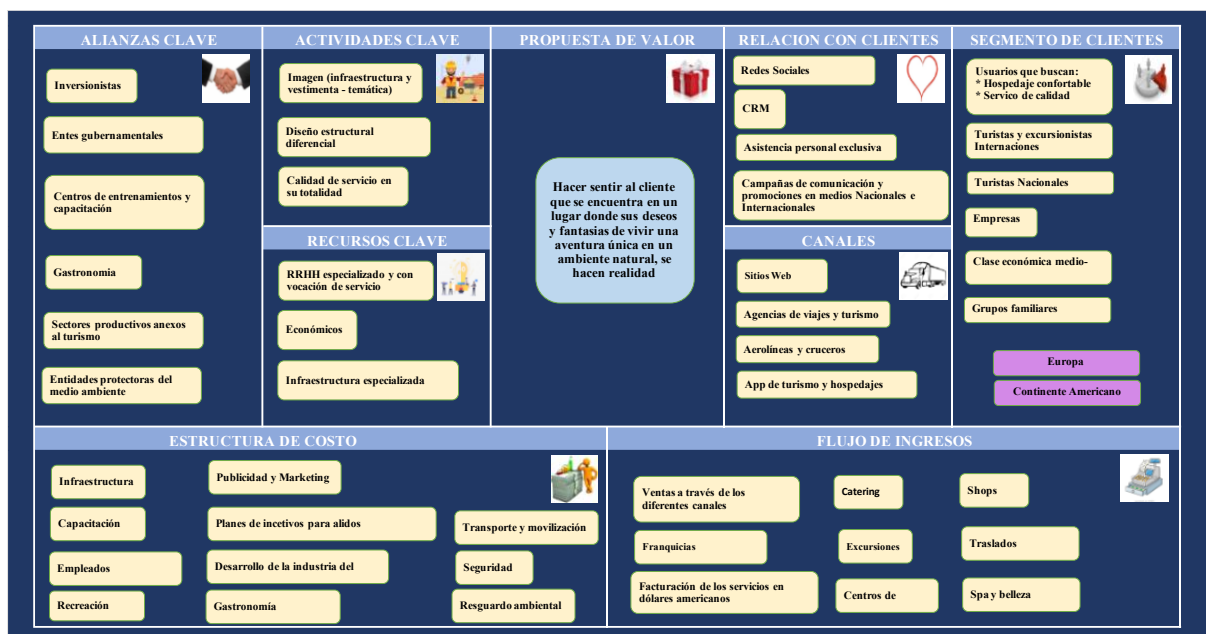 ALIANZAS CLAVE
Inversionistas
Entes gubernamentales
Centros de entrenamientos y
capacitación
Gastronomia
Sectores productivos anexos
al turismo
Entidades protectoras del
medio ambiente
ACTIVIDADES CLAVE
Imagen (infraestructura y
vestimenta - temática)
Diseño estructural
diferencial
Calidad de servicio en
su totalidad
RECURSOS CLAVE
RRHH especializado y con
vocación de servicio
Económicos
Infraestructura especializada
PROPUESTA DE VALOR
Hacer sentir al cliente
que se encuentra en un
lugar donde sus deseos
y fantasias de vivir una
aventura única en un
ambiente natural, se
hacen realidad
RELACION CON CLIENTES
Redes Sociales
CRM
Asistencia personal exclusiva
Campañas de comunicación y
promociones en medios Nacionales e
Internacionales
CANALES
Sitios Web
Agencias de viajes y turismo
Aerolíneas y cruceros
App de turismo y hospedajes
SEGMENTO DE CLIENTES
Usuarios que buscan:
* Hospedaje confortable
* Servico de calidad
Turistas y excursionistas
Internaciones
Turistas Nacionales
Empresas
Clase económica medio-
Grupos familiares
Europa
Continente Americano
ESTRUCTURA DE COSTO
Infraestructura
Capacitación
Empleados
Recreación
Publicidad y Marketing
Planes de incetivos para alidos
Desarrollo de la industria del
Gastronomía
Transporte y movilización
Seguridad
Resguardo ambiental
FLUJO DE INGRESOS
Ventas a través de los
diferentes canales
Franquicias
Facturación de los servicios en
dólares americanos
Catering
Excursiones
Centros de
Shops
Traslados
Spa y belleza